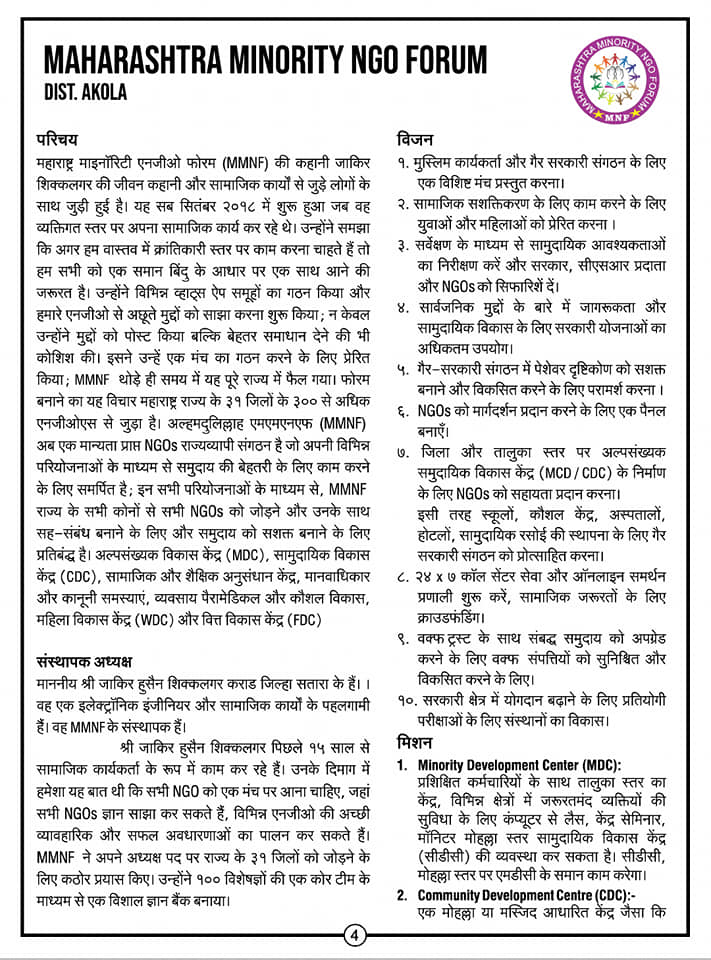 MAHARASHTRA MINORITY NGO FORUM
DIST. AKOLA
MAHARASHTRA MINORITY NGO FORUM
MNF
परिचय
महाराष्ट्र माइनॉरिटी एनजीओ फोरम (MMNF) की कहानी जाकिर
शिक्कलगर की जीवन कहानी और सामाजिक कार्यों से जुड़े लोगों के
साथ जुड़ी हुई है। यह सब सितंबर २०१८ में शुरू हुआ जब वह
व्यक्तिगत स्तर पर अपना सामाजिक कार्य कर रहे थे। उन्होंने समझा
कि अगर हम वास्तव में क्रांतिकारी स्तर पर काम करना चाहते हैं तो
हम सभी को एक समान बिंदु के आधार पर एक साथ आने की
जरूरत है। उन्होंने विभिन्न व्हाट्स ऐप समूहों का गठन किया और
हमारे एनजीओ से अछूते मुद्दों को साझा करना शुरू किया; न केवल
उन्होंने मुद्दों को पोस्ट किया बल्कि बेहतर समाधान देने की भी
कोशिश की। इसने उन्हें एक मंच का गठन करने के लिए प्रेरित
किया; MMNF थोड़े ही समय में यह पूरे राज्य में फैल गया। फोरम
बनाने का यह विचार महाराष्ट्र राज्य के ३१ जिलों के ३०० से अधिक
एनजीओएस से जुड़ा है। अल्हमदुलिल्लाह एमएमएनएफ (MMNF)
अब एक मान्यता प्राप्त NGOs राज्यव्यापी संगठन है जो अपनी विभिन्न
परियोजनाओं के माध्यम से समुदाय की बेहतरी के लिए काम करने
के लिए समर्पित है; इन सभी परियोजनाओं के माध्यम से, MMNF
राज्य के सभी कोनों से सभी NGOs को जोड़ने और उनके साथ
सह-संबंध बनाने के लिए और समुदाय को सशक्त बनाने के लिए
प्रतिबद्ध है। अल्पसंख्यक विकास केंद्र (MDC), सामुदायिक विकास
केंद्र (CDC), सामाजिक और शैक्षिक अनुसंधान केंद्र, मानवाधिकार
और कानूनी समस्याएं, व्यवसाय पैरामेडिकल और कौशल विकास,
महिला विकास केंद्र (WDC) और वित्त विकास केंद्र (FDC)
संस्थापक अध्यक्ष
माननीय श्री जाकिर हुसैन शिक्कलगर कराड जिल्हा सतारा के हैं। ।
वह एक इलेक्ट्रॉनिक इंजीनियर और सामाजिक कार्यों के पहलगामी
हैं। वह MMNF के संस्थापक हैं।
श्री जाकिर हुसैन शिक्कलगर पिछले १५ साल से
सामाजिक कार्यकर्ता के रूप में काम कर रहे हैं। उनके दिमाग में
हमेशा यह बात थी कि सभी NGO को एक मंच पर आना चाहिए, जहां
सभी NGOs ज्ञान साझा कर सकते हैं, विभिन्न एनजीओ की अच्छी
व्यावहारिक और सफल अवधारणाओं का पालन कर सकते हैं।
MMNF ने अपने अध्यक्ष पद पर राज्य के ३१ जिलों को जोड़ने के
लिए कठोर प्रयास किए। उन्होंने १०० विशेषज्ञों की एक कोर टीम के
माध्यम से एक विशाल ज्ञान बैंक बनाया।
विजन
१. मुस्लिम कार्यकर्ता और गैर सरकारी संगठन के लिए
एक विशिष्ट मंच प्रस्तुत करना।
२. सामाजिक सशक्तिकरण के लिए काम करने के लिए
युवाओं और महिलाओं को प्रेरित करना ।
३. सर्वेक्षण के माध्यम से सामुदायिक आवश्यकताओं
का निरीक्षण करें और सरकार, सीएसआर प्रदाता
और NGOs को सिफारिशें दें।
४. सार्वजनिक मुद्दों के बारे में जागरूकता और
सामुदायिक विकास के लिए सरकारी योजनाओं का
अधिकतम उपयोग।
५. गैर-सरकारी संगठन में पेशेवर दृष्टिकोण को सशक्त
बनाने और विकसित करने के लिए परामर्श करना ।
६. NGOs को मार्गदर्शन प्रदान करने के लिए एक पैनल
बनाएँ।
७. जिला और तालुका स्तर पर अल्पसंख्यक
समुदायिक विकास केंद्र (MCD / CDC) के निर्माण
के लिए NGOs को सहायता प्रदान करना।
इसी तरह स्कूलों, कौशल केंद्र, अस्पतालों,
होटलों, सामुदायिक रसोई की स्थापना के लिए गैर
सरकारी संगठन को प्रोत्साहित करना।
८. २४ x ७ कॉल सेंटर सेवा और ऑनलाइन समर्थन
प्रणाली शुरू करें, सामाजिक जरूरतों के लिए
क्राउडफंडिंग।
९. वक्फ ट्रस्ट के साथ संबद्ध समुदाय को अपग्रेड
करने के लिए वक्फ संपत्तियों को सुनिश्चित और
विकसित करने के लिए।
१०. सरकारी क्षेत्र में योगदान बढ़ाने के लिए प्रतियोगी
परीक्षाओं के लिए संस्थानों का विकास।
मिशन
1. Minority Development Center (MDC):
प्रशिक्षित कर्मचारियों के साथ तालुका स्तर का
केंद्र, विभिन्न क्षेत्रों में जरूरतमंद व्यक्तियों की
सुविधा के लिए कंप्यूटर से लैस, केंद्र सेमिनार,
मॉनिटर मोहल्ला स्तर सामुदायिक विकास केंद्र
(सीडीसी) की व्यवस्था कर सकता है। सीडीसी,
मोहल्ला स्तर पर एमडीसी के समान काम करेगा।
2. Community Development Centre (CDC):-
एक मोहल्ला या मस्जिद आधारित केंद्र जैसा कि
4